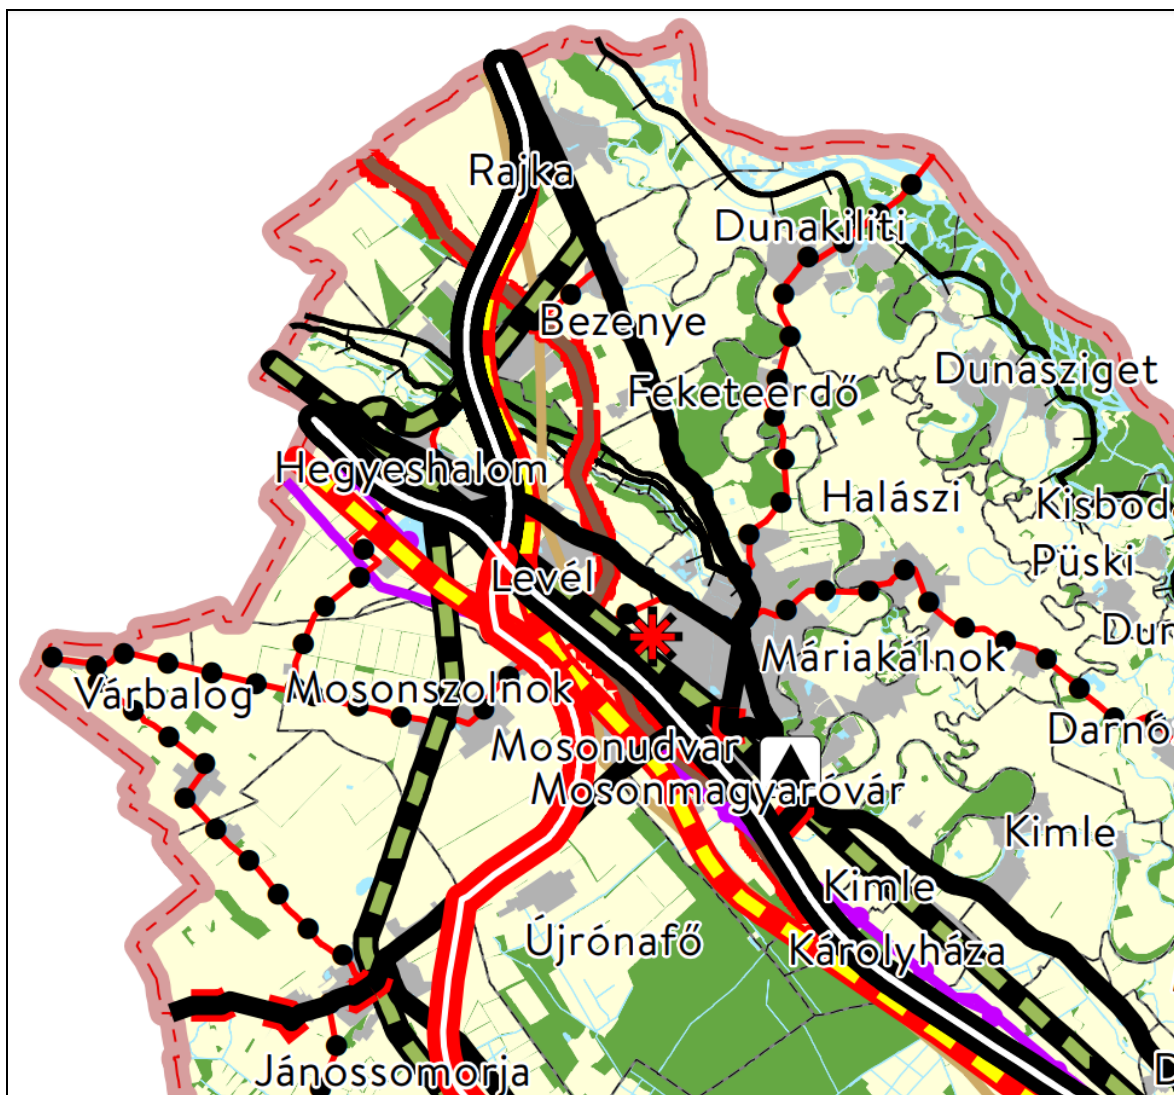 Rajka
Dunakiliti
Bezenye
Dunasziget
Feketeerdő
Hegyeshalom
Halászi
Kisbod
Püski
Levél
Dun
Máriakálnok
Várbalog
Mosonszolnok
Darnó
Mosonudvar
Mosonmagyaróvár
Kimle
Kimle
Újrónafő
Károlyháza
Jánossomorja
D